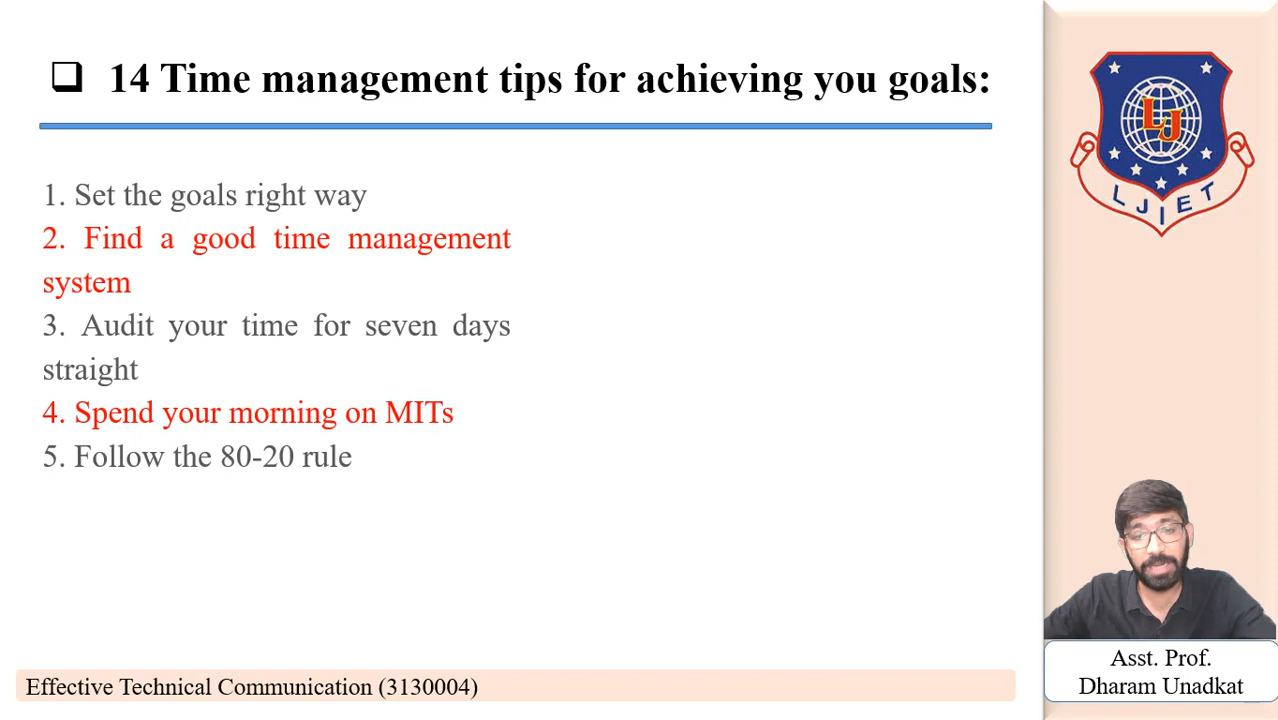 ❑ 14 Time management tips for achieving you goals:
1. Set the goals right way
2. Find a good time management
system
3. Audit your time for seven days
straight
4. Spend your morning on MITs
5. Follow the 80-20 rule
Effective Technical Communication (3130004)
LJ
LJIET
Asst. Prof.
Dharam Unadkat